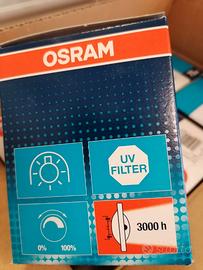 OSRAM
UV
FILTER
3000 h
0% 100%